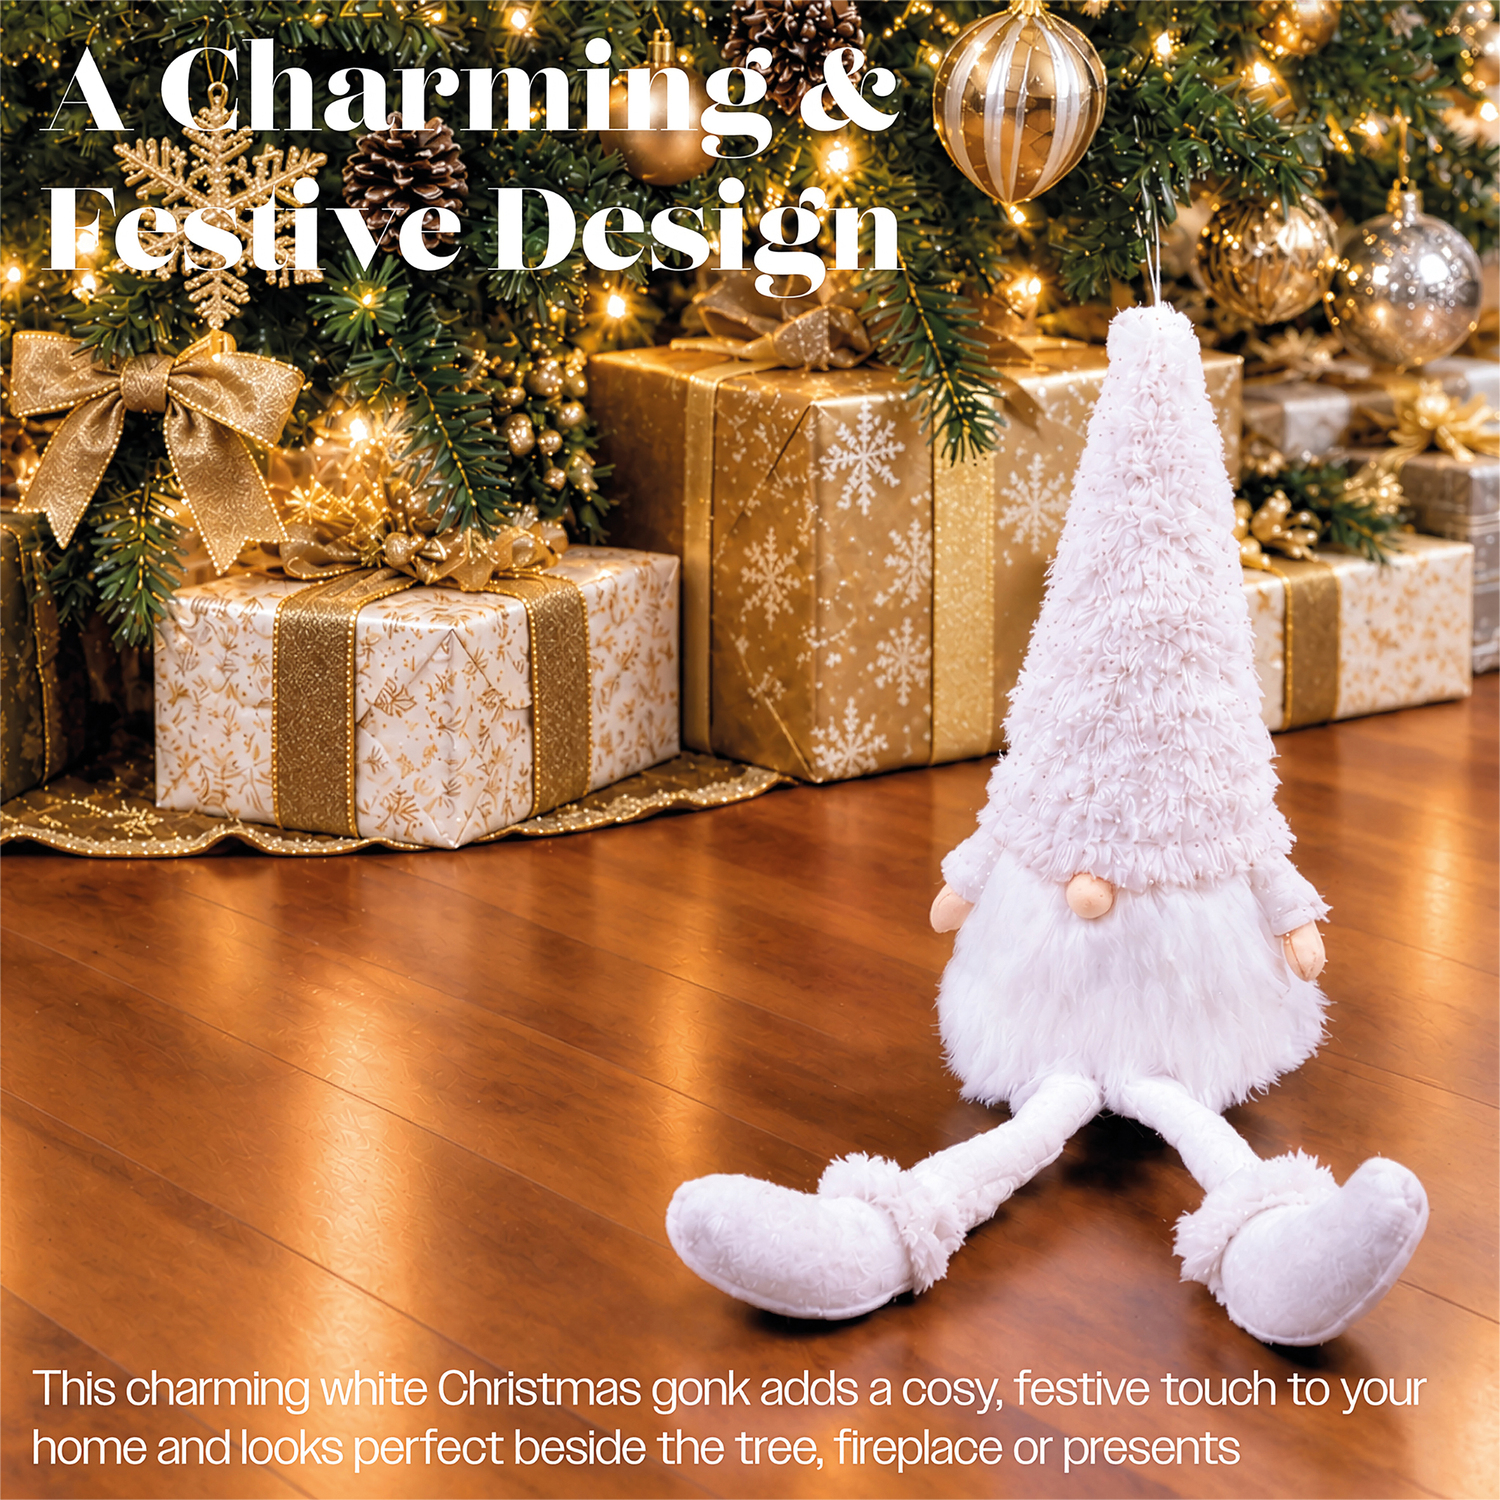 A Charming &
Festive Design
This charming white Christmas gonk adds a cosy, festive touch to your
home and looks perfect beside the tree, fireplace or presents